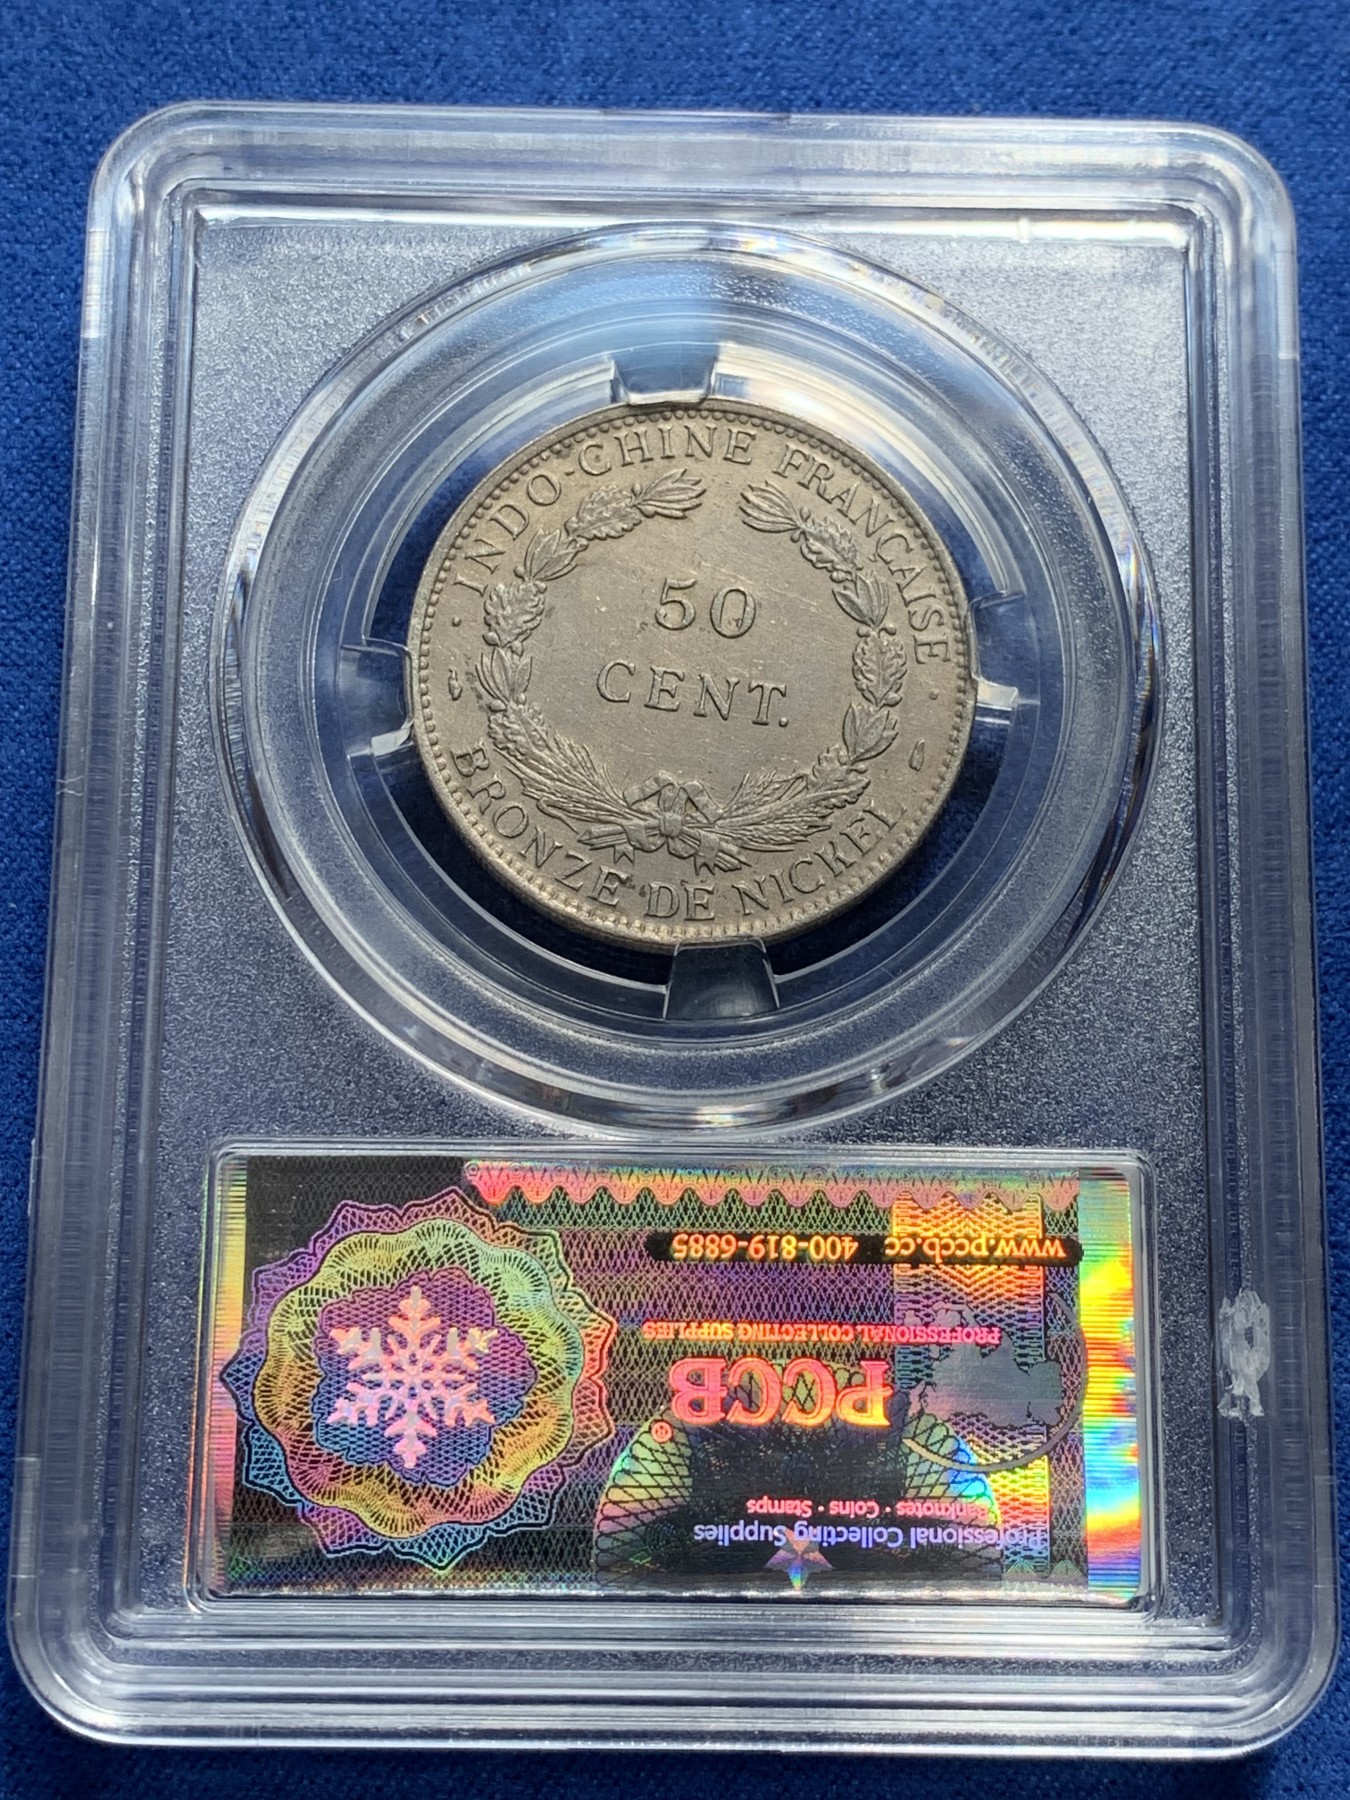 INDO-CHINE FRANÇAISE
50
CENT.
BRONZE DE NICKEL
Professional Collecting Supplies
Banknotes · Coins · Stamps
PCCB®
PROFESSIONAL COLLECTING SUPPLIES
www.pccb.cc 400-819-6885